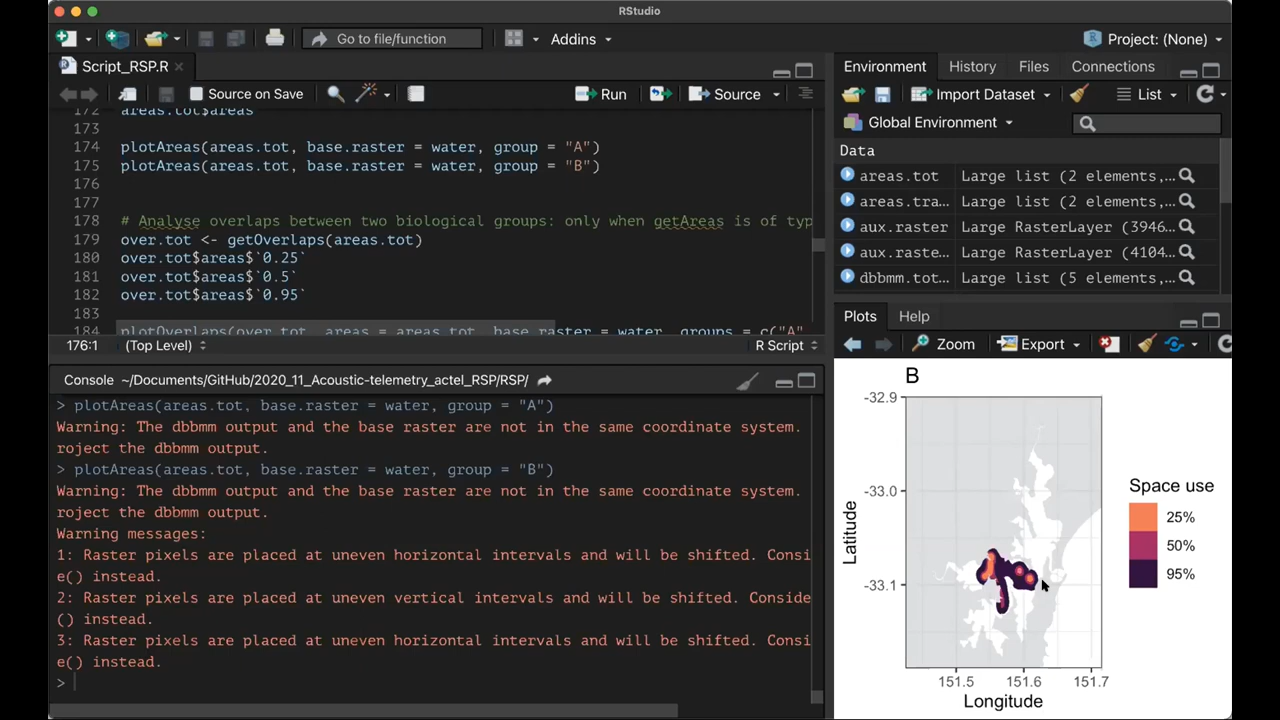 RStudio
Go to file/function
Addins
Project: (None)
Script_RSP.R
Source on Save
Run
Source
172 areas.tot$areas
173
174 plotAreas(areas.tot, base.raster = water, group = "A")
175 plotAreas(areas.tot, base.raster = water, group = "B")
176
177
178 # Analyse overlaps between two biological groups: only when getAreas is of typ
179 over.tot <- getOverlaps(areas.tot)
180 over.tot$areas$`0.25`
181 over.tot$areas$`0.5`
182 over.tot$areas$`0.95`
183
184 plotOverlaps(over.tot, areas = areas.tot, base.raster = water, groups = c("A"
176:1 (Top Level) R Script
Console ~/Documents/GitHub/2020_11_Acoustic-telemetry_actel_RSP/RSP/
> plotAreas(areas.tot, base.raster = water, group = "A")
Warning: The dbbmm output and the base raster are not in the same coordinate system.
roject the dbbmm output.
> plotAreas(areas.tot, base.raster = water, group = "B")
Warning: The dbbmm output and the base raster are not in the same coordinate system.
roject the dbbmm output.
Warning messages:
1: Raster pixels are placed at uneven horizontal intervals and will be shifted. Consi
e() instead.
2: Raster pixels are placed at uneven vertical intervals and will be shifted. Conside
() instead.
3: Raster pixels are placed at uneven horizontal intervals and will be shifted. Consi
e() instead.
>
Environment History Files Connections
Import Dataset List
Global Environment
Data
areas.tot Large list (2 elements,…
areas.tra… Large list (2 elements,…
aux.raster Large RasterLayer (3946…
aux.raste… Large RasterLayer (4104…
dbbmm.tot… Large list (5 elements,…
Plots Help
Zoom Export
B
-32.9
-33.0
-33.1
Latitude
151.5 151.6 151.7
Longitude
Space use
25%
50%
95%